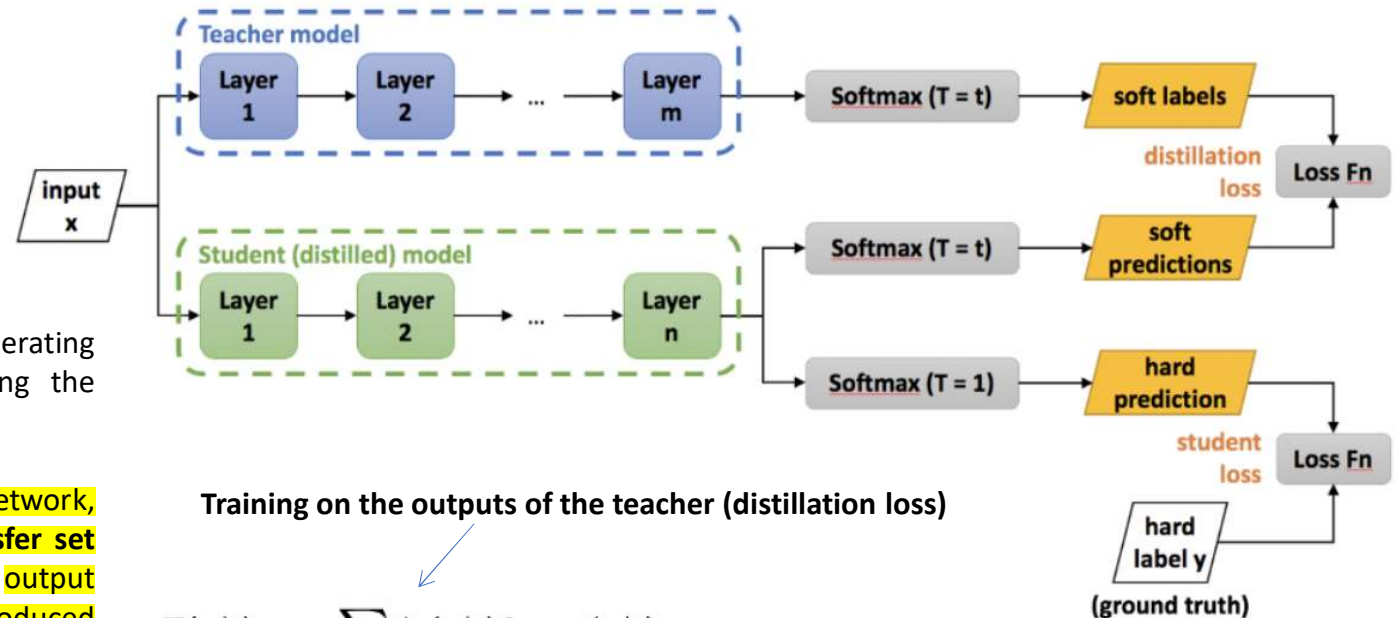 Teacher model
Layer
1
Layer
2
...
Layer
m
Softmax (T = t)
soft labels
distillation
loss
Loss Fn
input
x
Student (distilled) model
Layer
1
Layer
2
...
Layer
n
Softmax (T = t)
soft
predictions
Softmax (T = 1)
hard
prediction
student
loss
Loss Fn
hard
label y
(ground truth)
erating
ng the
etwork,
sfer set
output
Training on the outputs of the teacher (distillation loss)